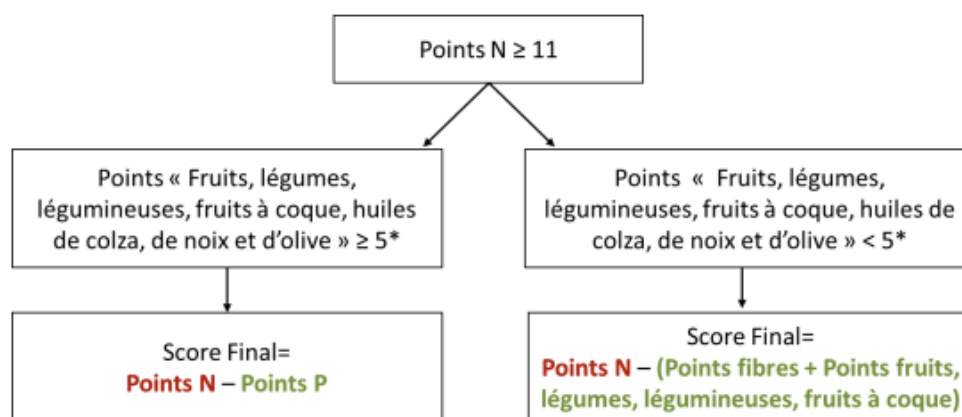 Points N ≥ 11
Points « Fruits, légumes,
légumineuses, fruits à coque, huiles
de colza, de noix et d’olive » ≥ 5*
Points « Fruits, légumes,
légumineuses, fruits à coque, huiles de
colza, de noix et d’olive » < 5*
Score Final=
Points N – Points P
Score Final=
Points N – (Points fibres + Points fruits,
légumes, légumineuses, fruits à coque)